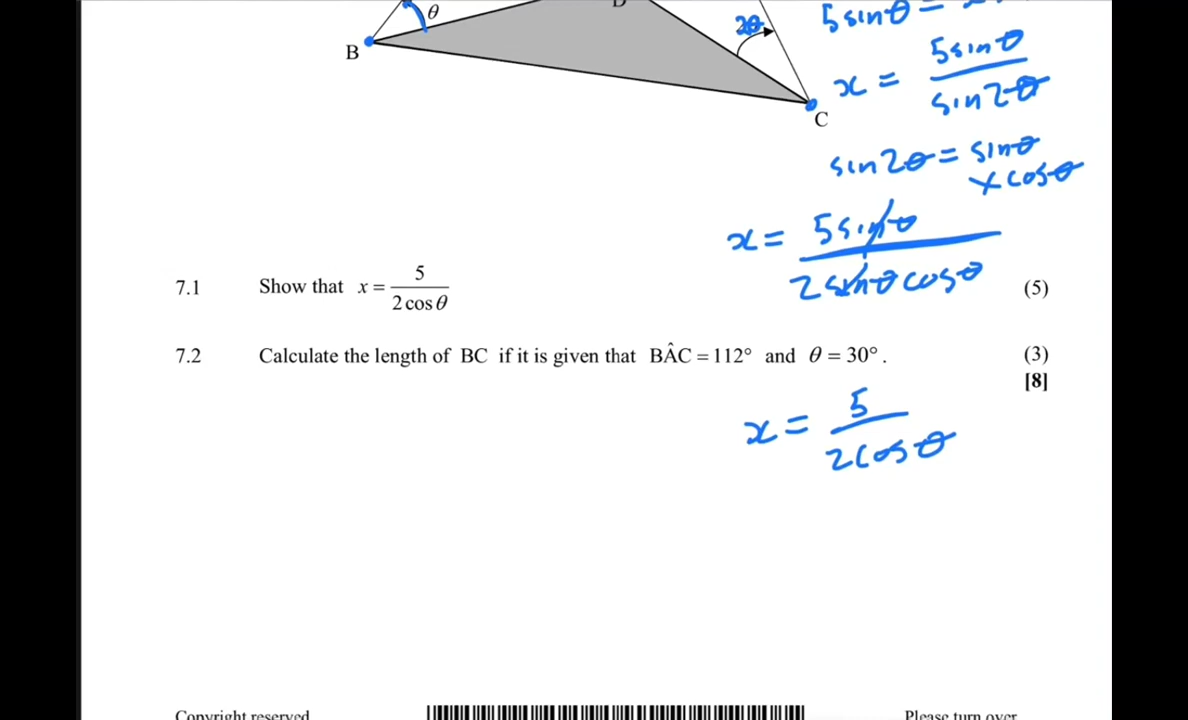 θ
D
2θ
5sinθ =
B
x = 5sinθ / sin2θ
C
sin2θ = sinθ
× cosθ
x = 5sinθ / 2sinθcosθ
7.1 Show that x = 5 / 2cosθ (5)
7.2 Calculate the length of BC if it is given that BÂC = 112° and θ = 30°. (3)
[8]
x = 5 / 2cosθ
Copyright reserved
Please turn over